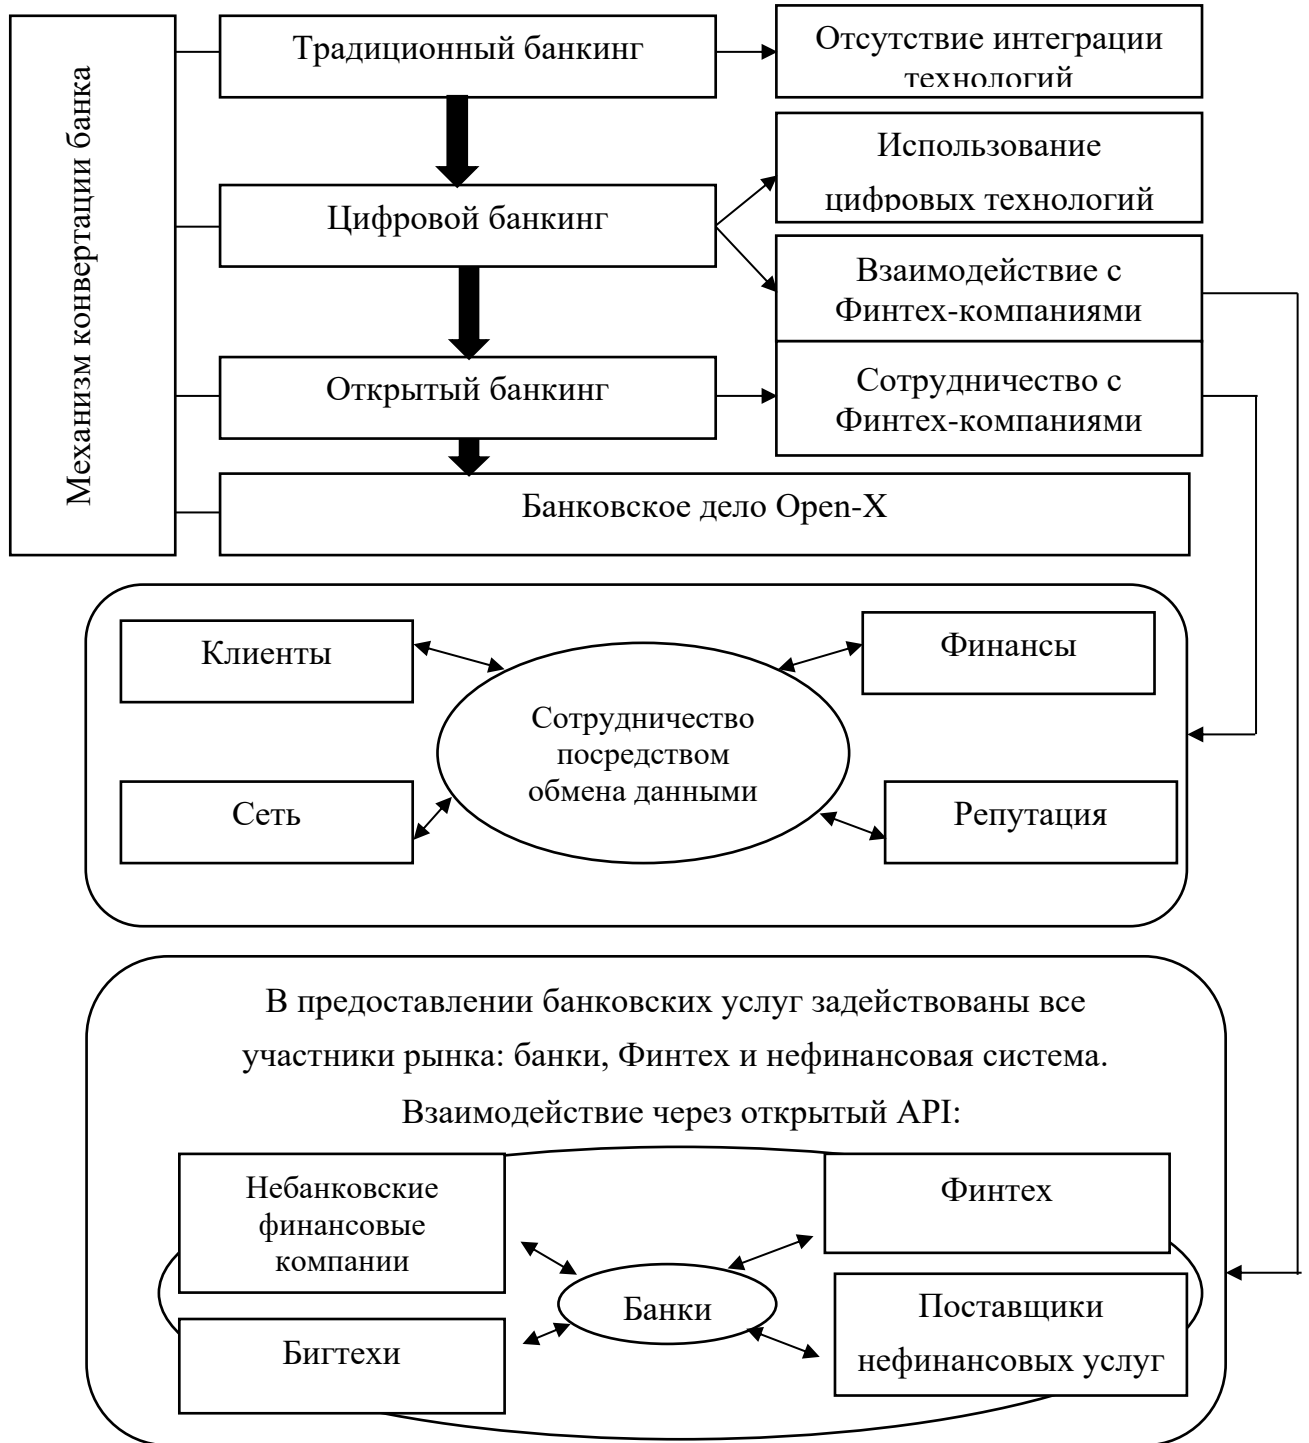 Механизм конвертации банка
Традиционный банкинг
Отсутствие интеграции
технологий
Использование
цифровых технологий
Цифровой банкинг
Взаимодействие с
Финтех-компаниями
Открытый банкинг
Сотрудничество с
Финтех-компаниями
Банковское дело Open-X
Клиенты
Финансы
Сотрудничество
посредством
обмена данными
Сеть
Репутация
В предоставлении банковских услуг задействованы все
участники рынка: банки, Финтех и нефинансовая система.
Взаимодействие через открытый API:
Небанковские
финансовые
компании
Финтех
Банки
Бигтехи
Поставщики
нефинансовых услуг